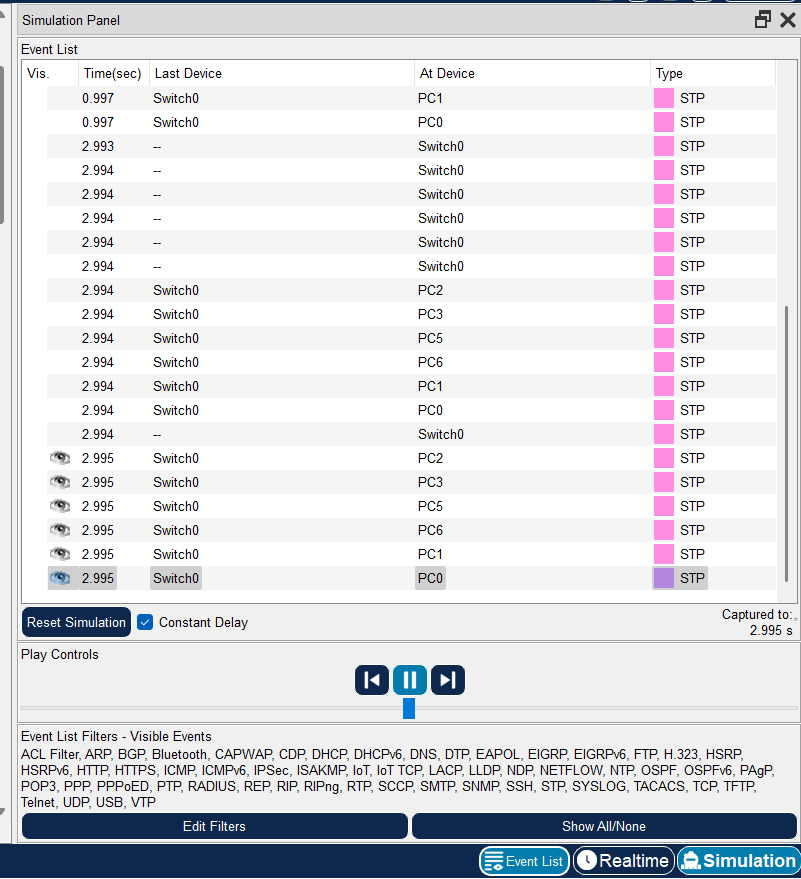 Simulation Panel
Event List
Vis. Time(sec) Last Device At Device Type
0.997 Switch0 PC1 STP
0.997 Switch0 PC0 STP
2.993 -- Switch0 STP
2.994 -- Switch0 STP
2.994 -- Switch0 STP
2.994 -- Switch0 STP
2.994 -- Switch0 STP
2.994 -- Switch0 STP
2.994 Switch0 PC2 STP
2.994 Switch0 PC3 STP
2.994 Switch0 PC5 STP
2.994 Switch0 PC6 STP
2.994 Switch0 PC1 STP
2.994 Switch0 PC0 STP
2.994 -- Switch0 STP
2.995 Switch0 PC2 STP
2.995 Switch0 PC3 STP
2.995 Switch0 PC5 STP
2.995 Switch0 PC6 STP
2.995 Switch0 PC1 STP
2.995 Switch0 PC0 STP
Reset Simulation Constant Delay Captured to:
2.995 s
Play Controls
Event List Filters - Visible Events
ACL Filter, ARP, BGP, Bluetooth, CAPWAP, CDP, DHCP, DHCPv6, DNS, DTP, EAPOL, EIGRP, EIGRPv6, FTP, H.323, HSRP,
HSRPv6, HTTP, HTTPS, ICMP, ICMPv6, IPSec, ISAKMP, IoT, IoT TCP, LACP, LLDP, NDP, NETFLOW, NTP, OSPF, OSPFv6, PAgP,
POP3, PPP, PPPoED, PTP, RADIUS, REP, RIP, RIPng, RTP, SCCP, SMTP, SNMP, SSH, STP, SYSLOG, TACACS, TCP, TFTP,
Telnet, UDP, USB, VTP
Edit Filters Show All/None
Event List Realtime Simulation